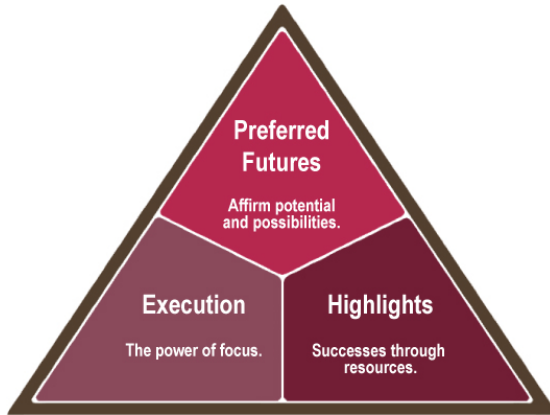 Preferred
Futures
Affirm potential
and possibilities.
Execution
The power of focus.
Highlights
Successes through
resources.